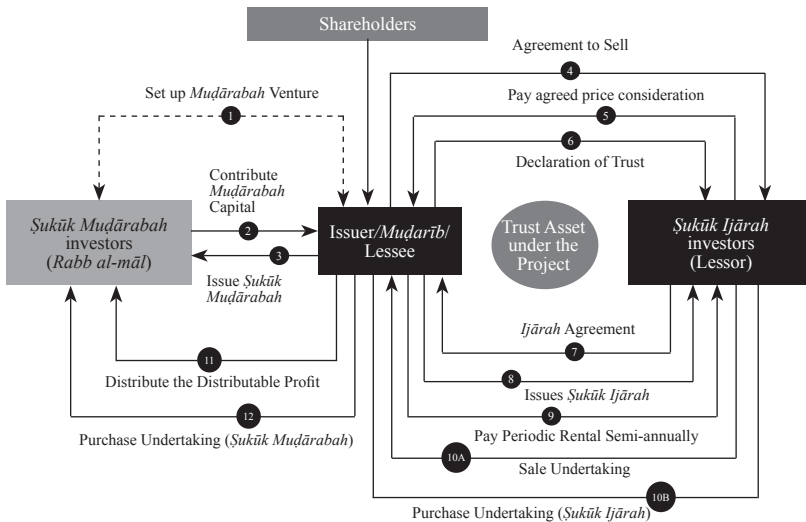 Shareholders
Agreement to Sell
4
Set up Muḍārabah Venture
1
Pay agreed price consideration
5
6
Declaration of Trust
Contribute
Muḍārabah
Capital
2
Ṣukūk Muḍārabah
investors
(Rabb al-māl)
Issuer/Muḍarīb/
Lessee
Trust Asset
under the
Project
Ṣukūk Ijārah
investors
(Lessor)
3
Issue Ṣukūk
Muḍārabah
Ijārah Agreement
7
11
Distribute the Distributable Profit
8
Issues Ṣukūk Ijārah
12
9
Purchase Undertaking (Ṣukūk Muḍārabah)
Pay Periodic Rental Semi-annually
10A
Sale Undertaking
10B
Purchase Undertaking (Ṣukūk Ijārah)